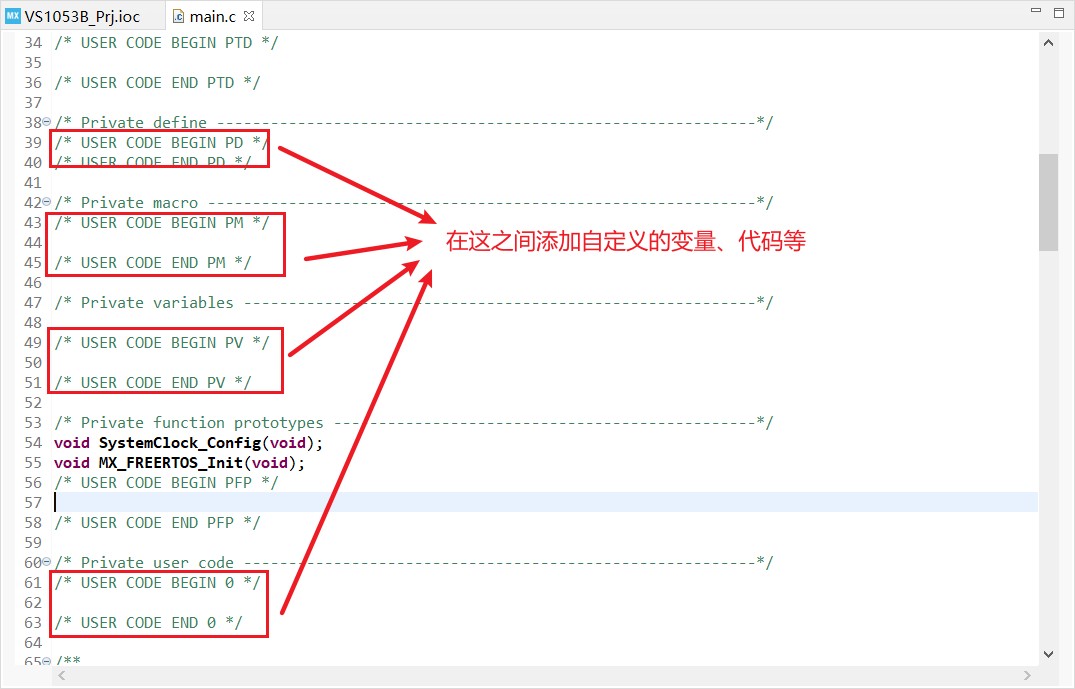 MX VS1053B_Prj.ioc main.c
34 /* USER CODE BEGIN PTD */
35
36 /* USER CODE END PTD */
37
38 /* Private define ------------------------------------------------------------*/
39 /* USER CODE BEGIN PD */
40 /* USER CODE END PD */
41
42 /* Private macro -------------------------------------------------------------*/
43 /* USER CODE BEGIN PM */
在这之间添加自定义的变量、代码等
44
45 /* USER CODE END PM */
46
47 /* Private variables ---------------------------------------------------------*/
48
49 /* USER CODE BEGIN PV */
50
51 /* USER CODE END PV */
52
53 /* Private function prototypes -----------------------------------------------*/
54 void SystemClock_Config(void);
55 void MX_FREERTOS_Init(void);
56 /* USER CODE BEGIN PFP */
57
58 /* USER CODE END PFP */
59
60 /* Private user code ---------------------------------------------------------*/
61 /* USER CODE BEGIN 0 */
62
63 /* USER CODE END 0 */
64
65 /**